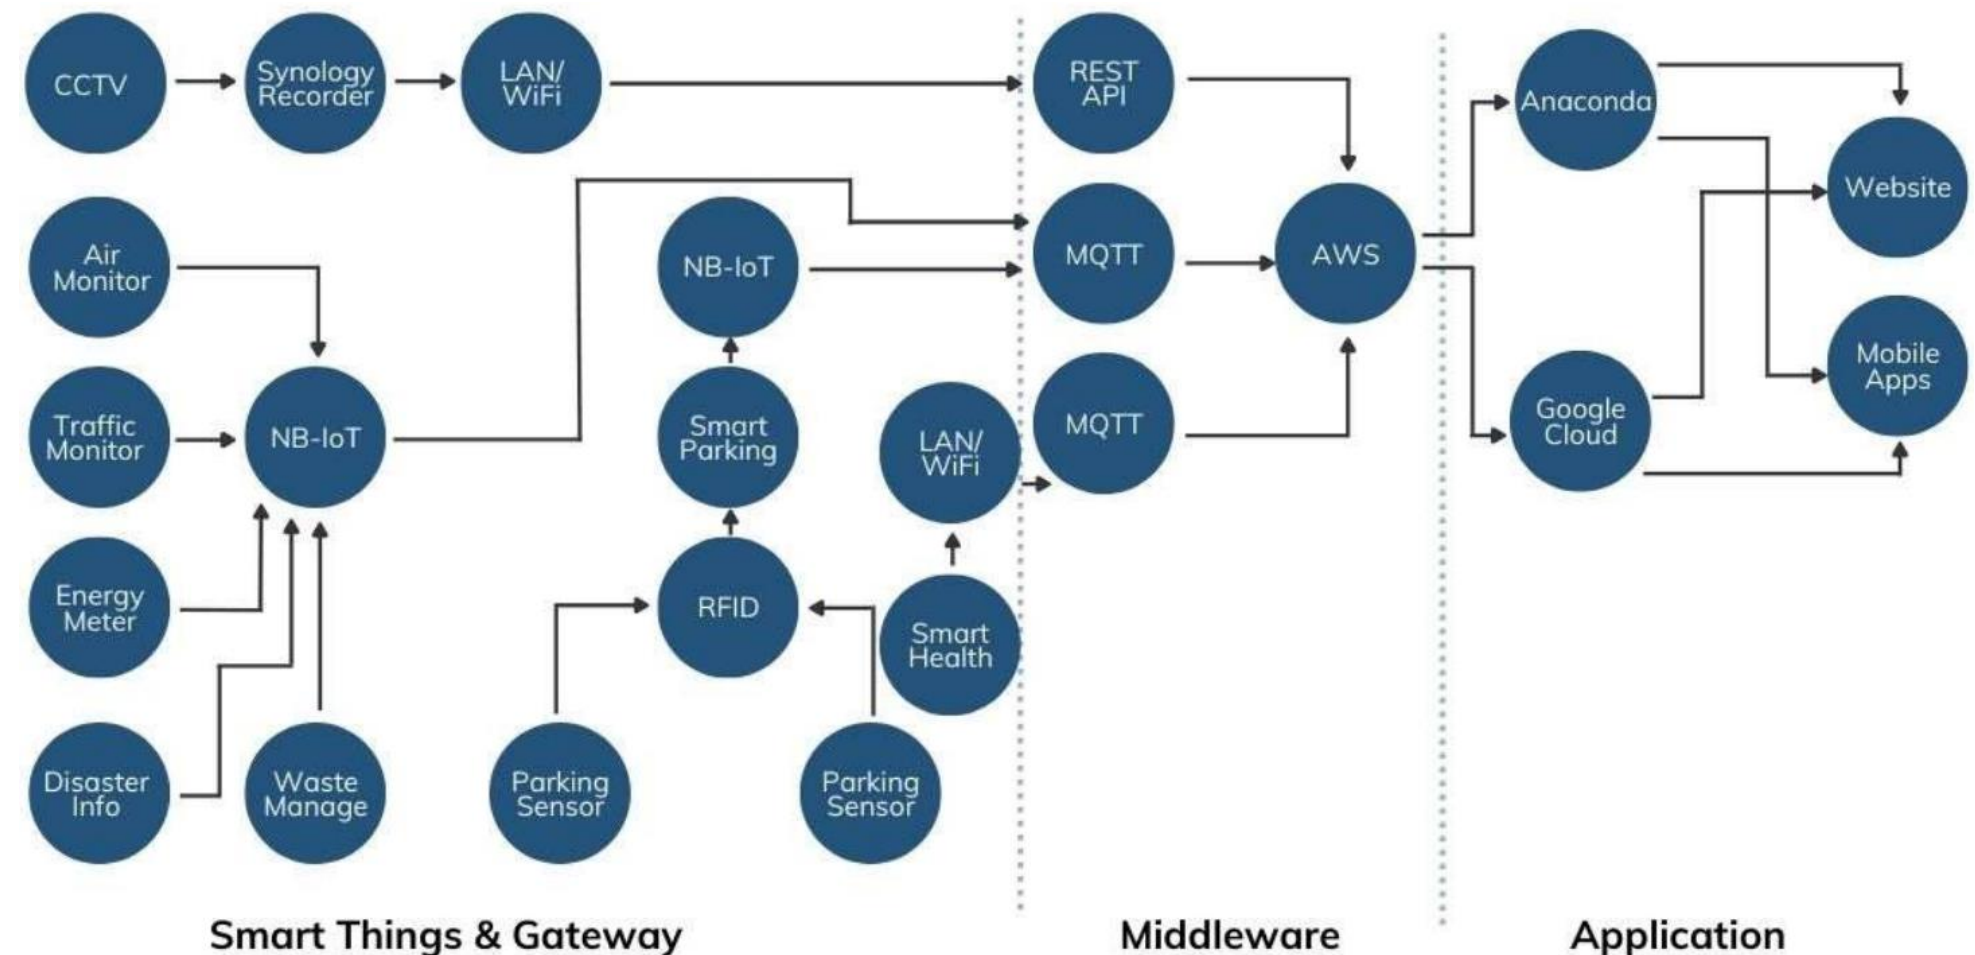 CCTV
Synology
Recorder
LAN/
WiFi
REST
API
Anaconda
Website
Air
Monitor
NB-IoT
MQTT
AWS
Mobile
Apps
Traffic
Monitor
NB-IoT
Smart
Parking
LAN/
WiFi
MQTT
Google
Cloud
Energy
Meter
RFID
Smart
Health
Disaster
Info
Waste
Manage
Parking
Sensor
Parking
Sensor
Smart Things & Gateway
Middleware
Application